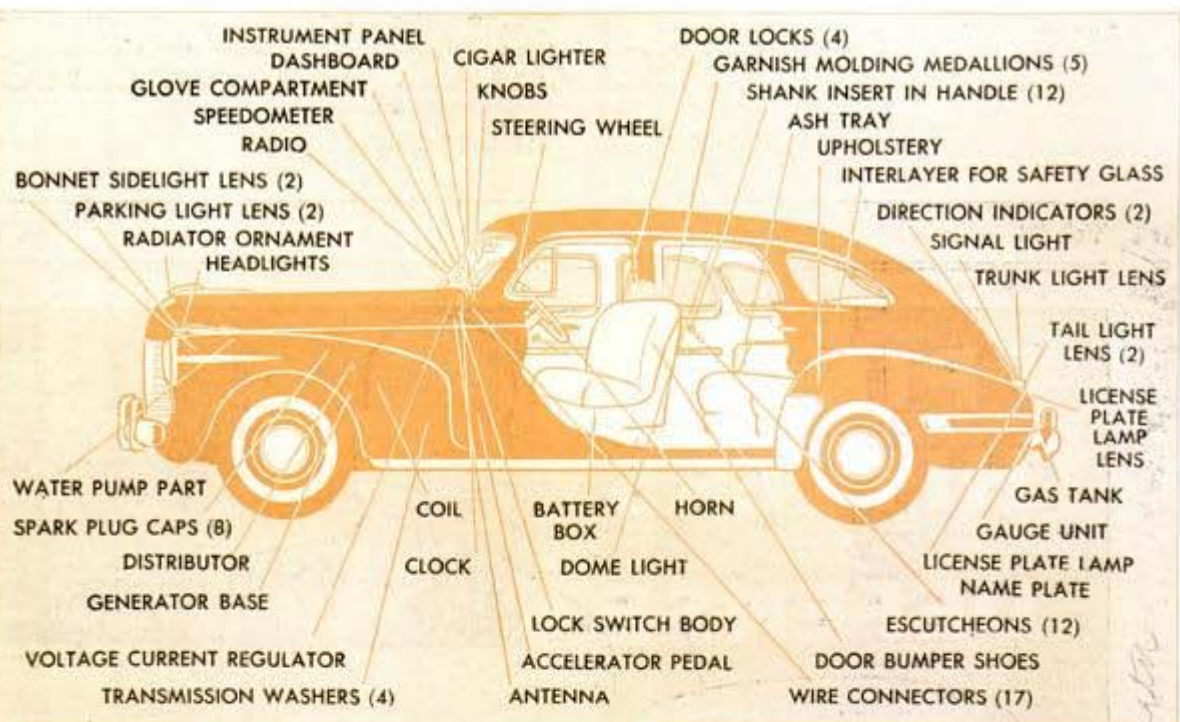 INSTRUMENT PANEL
DASHBOARD
GLOVE COMPARTMENT
SPEEDOMETER
RADIO
BONNET SIDELIGHT LENS (2)
PARKING LIGHT LENS (2)
RADIATOR ORNAMENT
HEADLIGHTS
CIGAR LIGHTER
KNOBS
STEERING WHEEL
DOOR LOCKS (4)
GARNISH MOLDING MEDALLIONS (5)
SHANK INSERT IN HANDLE (12)
ASH TRAY
UPHOLSTERY
INTERLAYER FOR SAFETY GLASS
DIRECTION INDICATORS (2)
SIGNAL LIGHT
TRUNK LIGHT LENS
TAIL LIGHT
LENS (2)
LICENSE
PLATE
LAMP
LENS
GAS TANK
GAUGE UNIT
LICENSE PLATE LAMP
NAME PLATE
ESCUTCHEONS (12)
DOOR BUMPER SHOES
WIRE CONNECTORS (17)
WATER PUMP PART
SPARK PLUG CAPS (8)
DISTRIBUTOR
GENERATOR BASE
VOLTAGE CURRENT REGULATOR
TRANSMISSION WASHERS (4)
COIL
CLOCK
BATTERY
BOX
DOME LIGHT
HORN
LOCK SWITCH BODY
ACCELERATOR PEDAL
ANTENNA